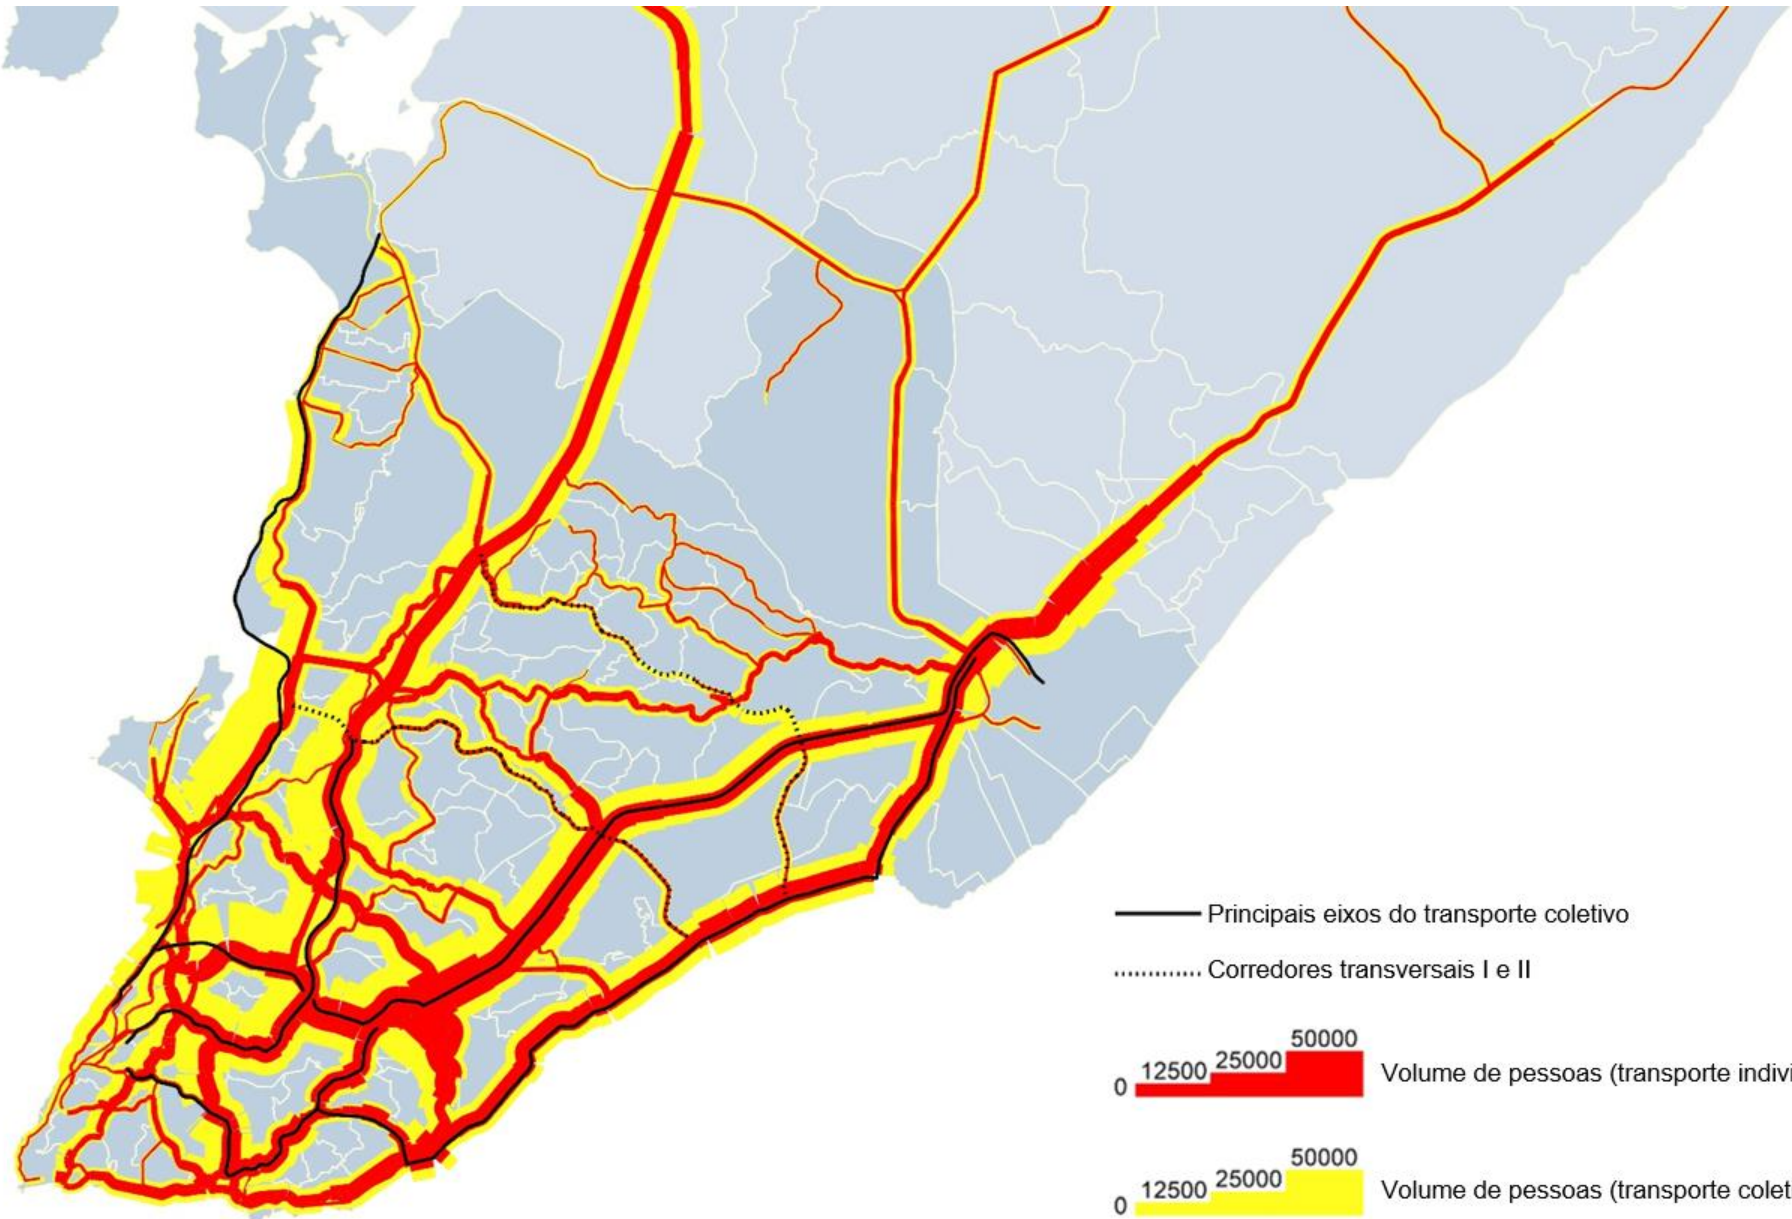 Principais eixos do transporte coletivo
Corredores transversais I e II
0 12500 25000 50000
Volume de pessoas (transporte indivi
0 12500 25000 50000
Volume de pessoas (transporte colet